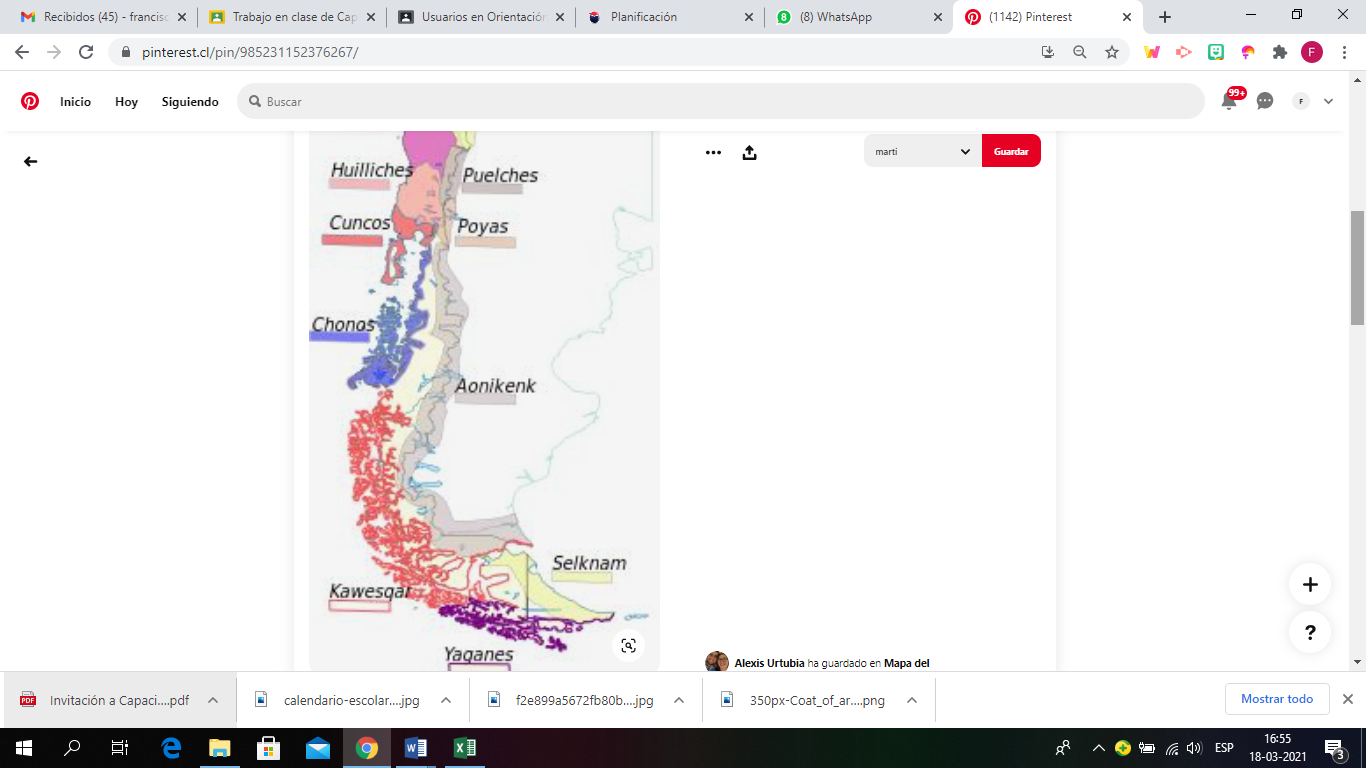 Recibidos (45) - francisc
Trabajo en clase de Cap
Usuarios en Orientación
Planificación
(8) WhatsApp
(1142) Pinterest
pinterest.cl/pin/985231152376267/
F
Inicio
Hoy
Siguiendo
Buscar
99+
F
marti
Guardar
Huilliches
Puelches
Cuncos
Poyas
Chonos
Aonikenk
Selknam
Kawesqar
Yaganes
Alexis Urtubia ha guardado en Mapa del
+
?
Invitación a Capaci....pdf
calendario-escolar....jpg
f2e899a5672fb80b....jpg
350px-Coat_of_ar....png
Mostrar todo
ESP
16:55
18-03-2021
3